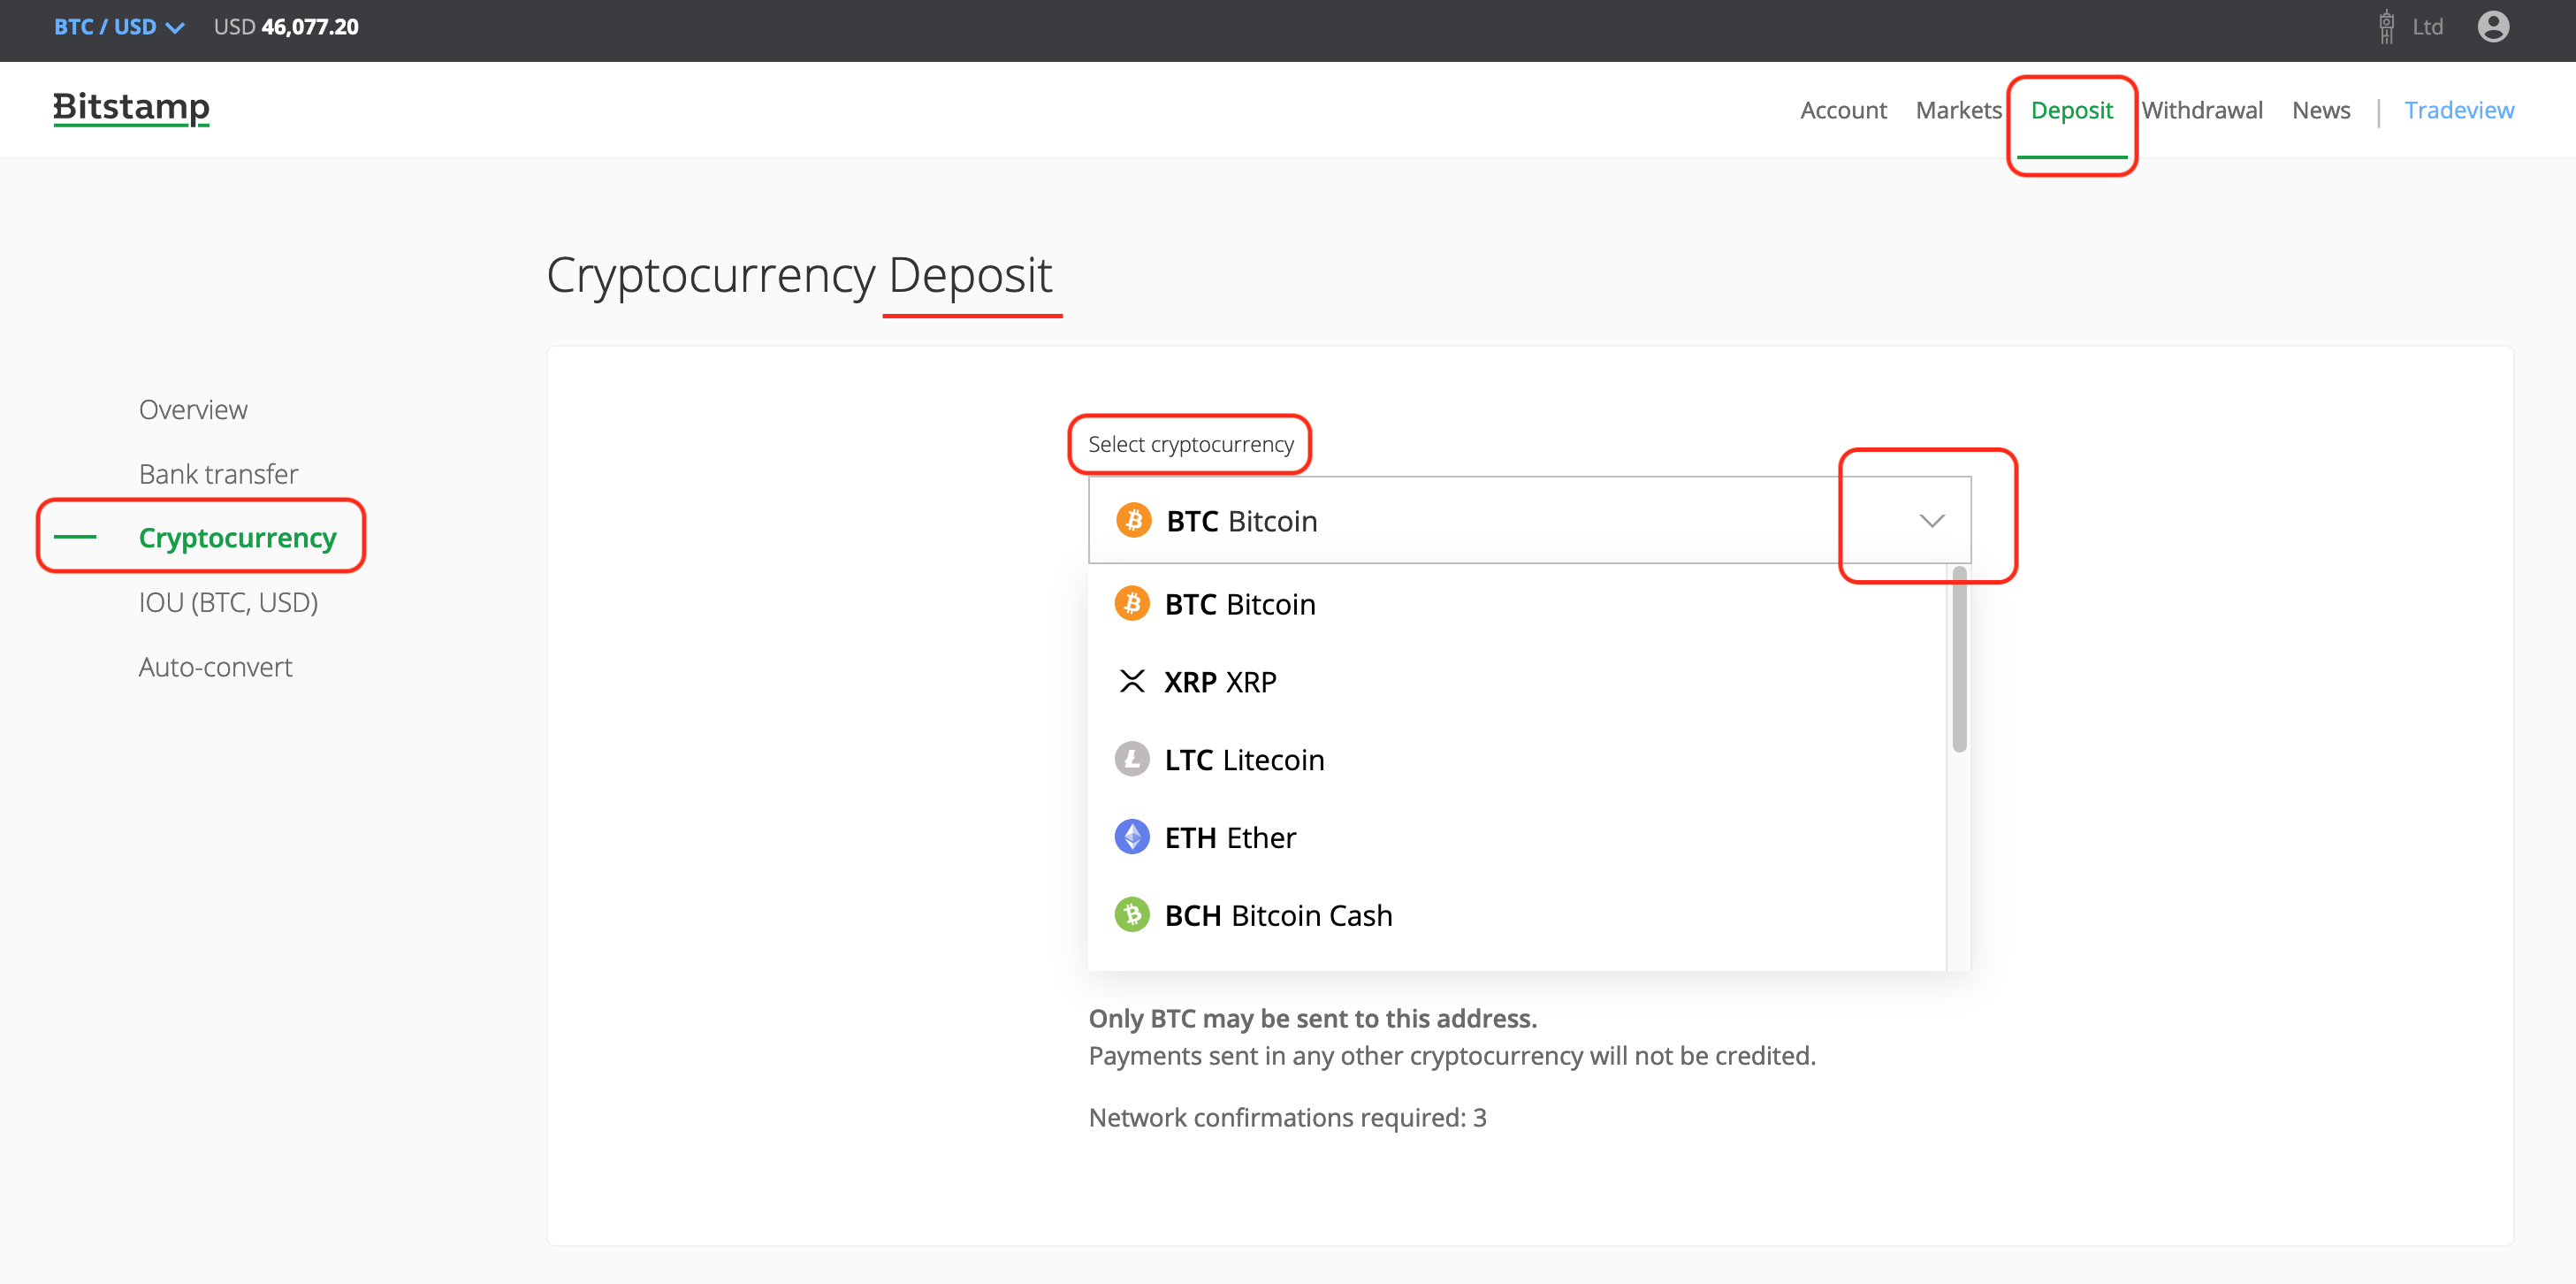 BTC / USD USD 46,077.20 Ltd
Bitstamp Account Markets Deposit Withdrawal News | Tradeview
Cryptocurrency Deposit
Overview
Bank transfer
Cryptocurrency
IOU (BTC, USD)
Auto-convert
Select cryptocurrency
BTC Bitcoin
BTC Bitcoin
XRP XRP
LTC Litecoin
ETH Ether
BCH Bitcoin Cash
Only BTC may be sent to this address.
Payments sent in any other cryptocurrency will not be credited.
Network confirmations required: 3